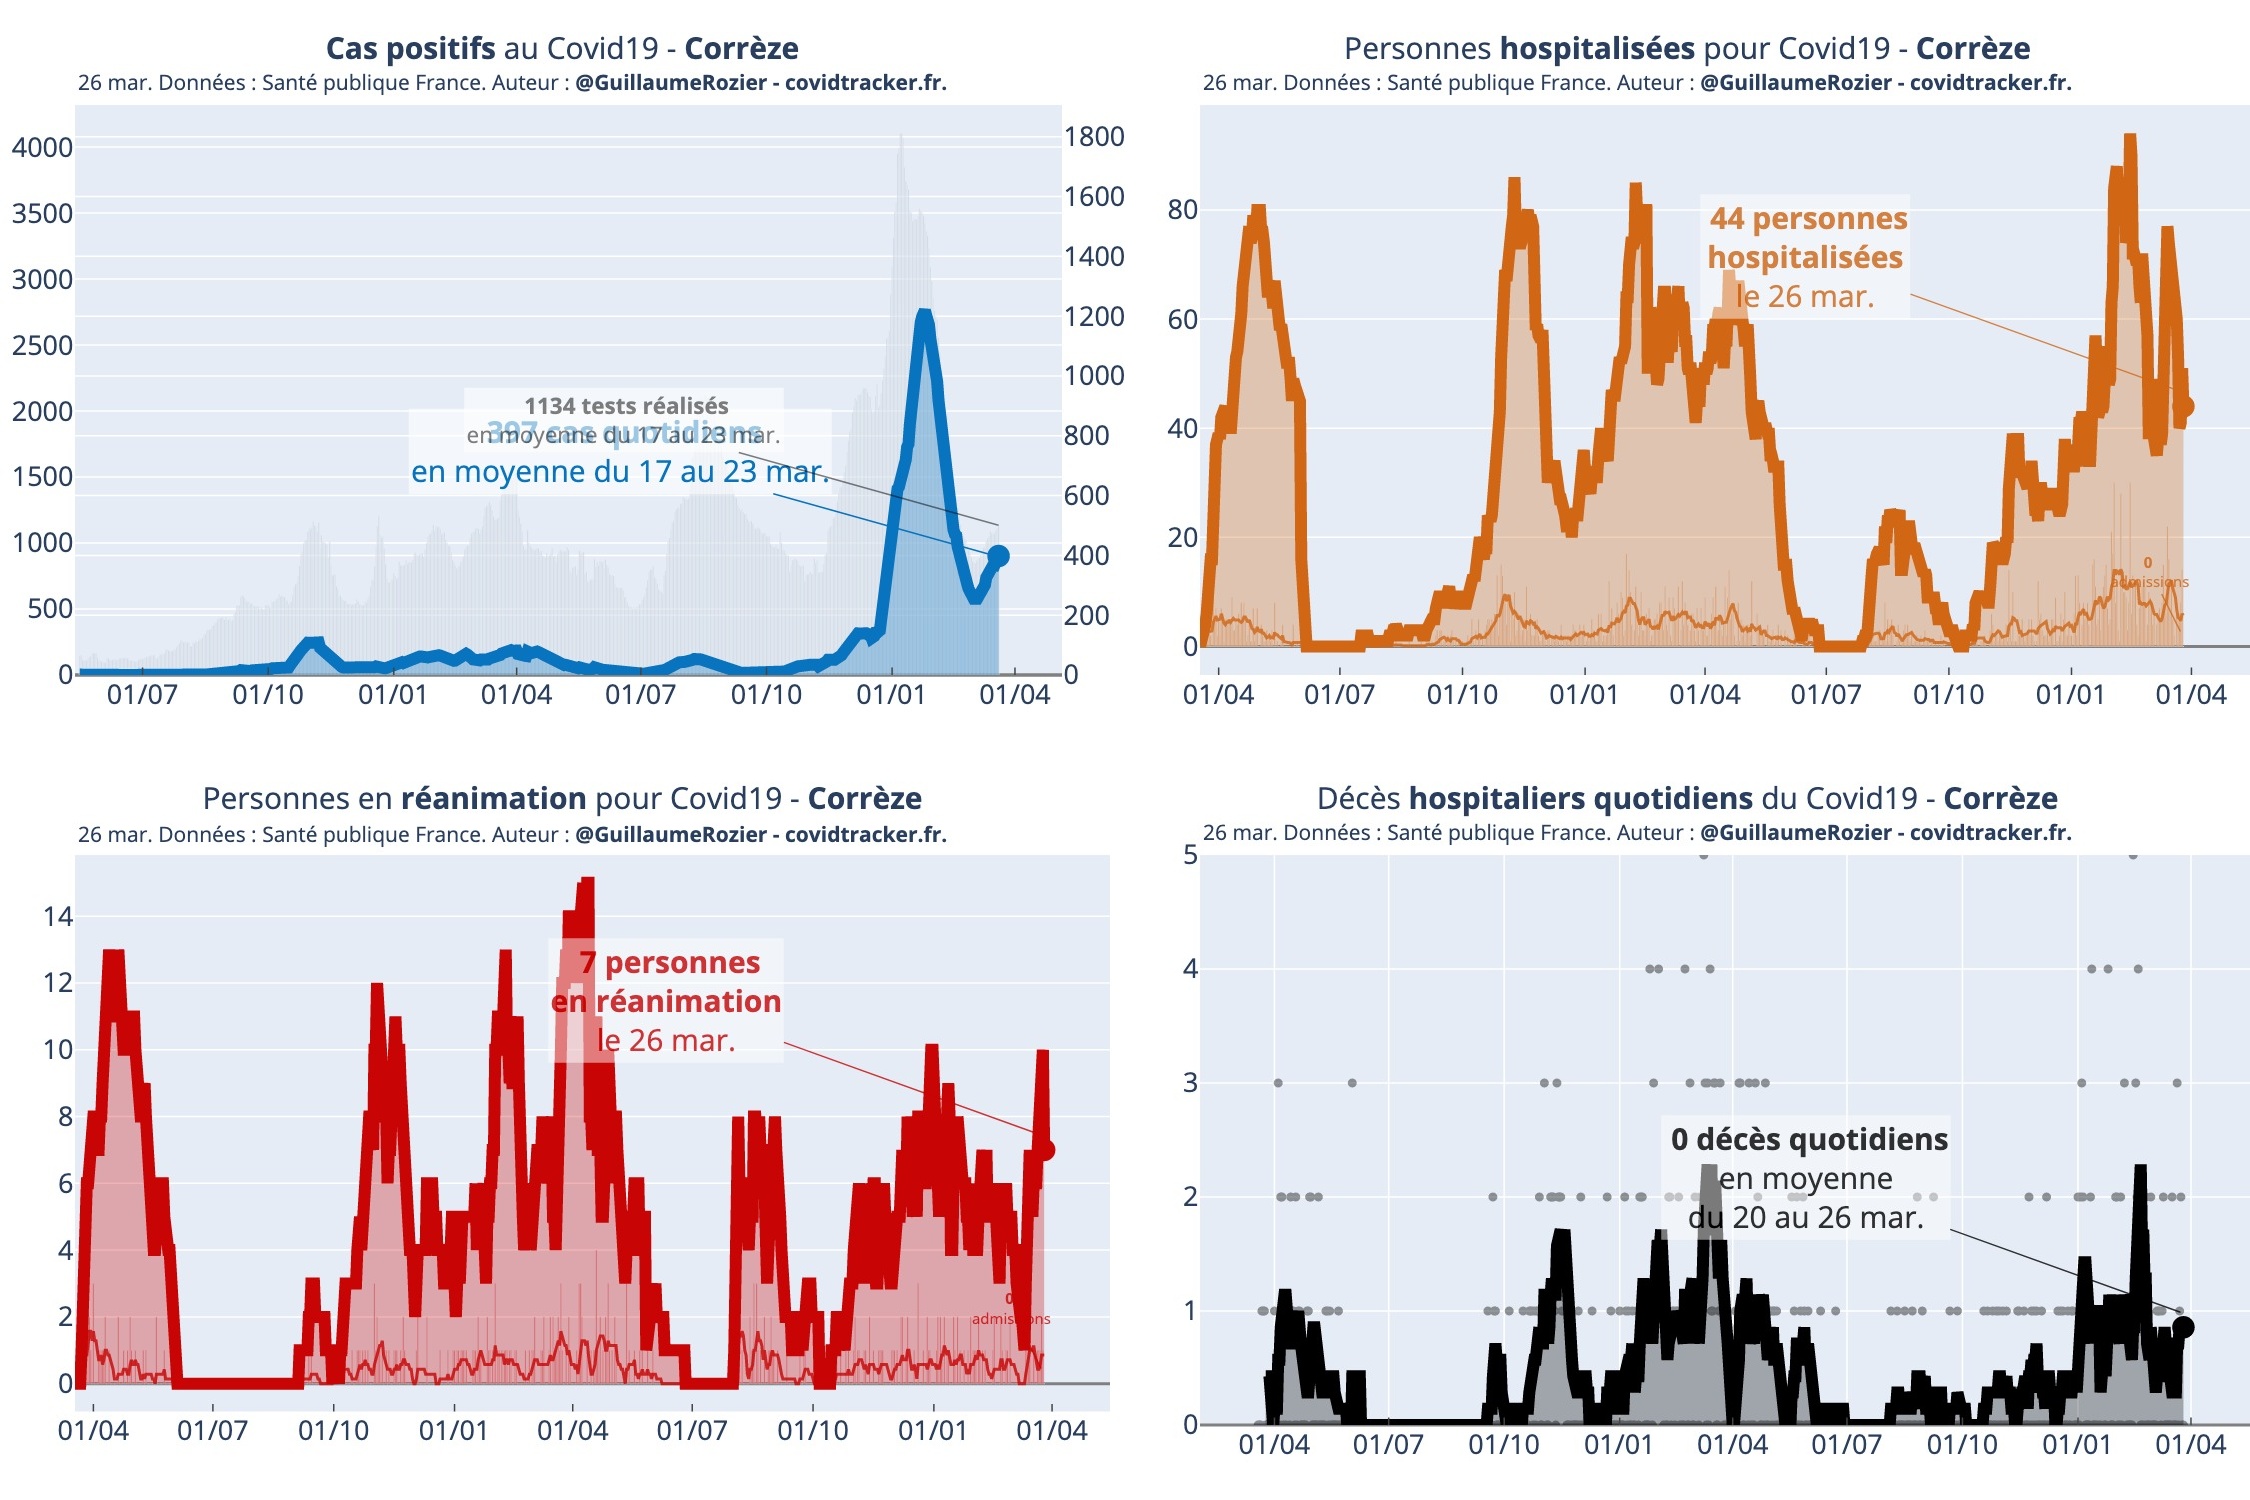 Cas positifs au Covid19 - Corrèze
26 mar. Données : Santé publique France. Auteur : @GuillaumeRozier - covidtracker.fr.
4000
3500
3000
2500
2000
1500
1000
500
0
1800
1600
1400
1200
1000
800
600
400
200
0
1134 tests réalisés
en moyenne du 17 au 23 mar.
397 cas quotidiens
en moyenne du 17 au 23 mar.
01/07 01/10 01/01 01/04 01/07 01/10 01/01 01/04
Personnes hospitalisées pour Covid19 - Corrèze
26 mar. Données : Santé publique France. Auteur : @GuillaumeRozier - covidtracker.fr.
80
60
40
20
0
44 personnes
hospitalisées
le 26 mar.
0
admissions
01/04 01/07 01/10 01/01 01/04 01/07 01/10 01/01 01/04
Personnes en réanimation pour Covid19 - Corrèze
26 mar. Données : Santé publique France. Auteur : @GuillaumeRozier - covidtracker.fr.
14
12
10
8
6
4
2
0
7 personnes
en réanimation
le 26 mar.
0
admissions
01/04 01/07 01/10 01/01 01/04 01/07 01/10 01/01 01/04
Décès hospitaliers quotidiens du Covid19 - Corrèze
26 mar. Données : Santé publique France. Auteur : @GuillaumeRozier - covidtracker.fr.
5
4
3
2
1
0
0 décès quotidiens
en moyenne
du 20 au 26 mar.
01/04 01/07 01/10 01/01 01/04 01/07 01/10 01/01 01/04